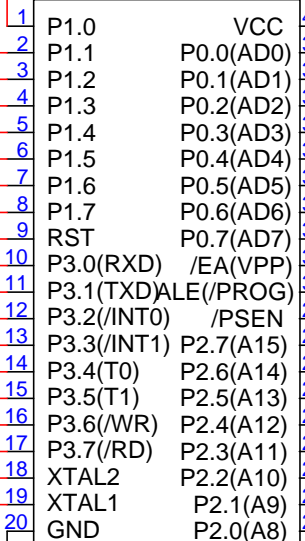 1 P1.0 VCC
2 P1.1 P0.0(AD0)
3 P1.2 P0.1(AD1)
4 P1.3 P0.2(AD2)
5 P1.4 P0.3(AD3)
6 P1.5 P0.4(AD4)
7 P1.6 P0.5(AD5)
8 P1.7 P0.6(AD6)
9 RST P0.7(AD7)
10 P3.0(RXD) /EA(VPP)
11 P3.1(TXD) ALE(/PROG)
12 P3.2(/INT0) /PSEN
13 P3.3(/INT1) P2.7(A15)
14 P3.4(T0) P2.6(A14)
15 P3.5(T1) P2.5(A13)
16 P3.6(/WR) P2.4(A12)
17 P3.7(/RD) P2.3(A11)
18 XTAL2 P2.2(A10)
19 XTAL1 P2.1(A9)
20 GND P2.0(A8)